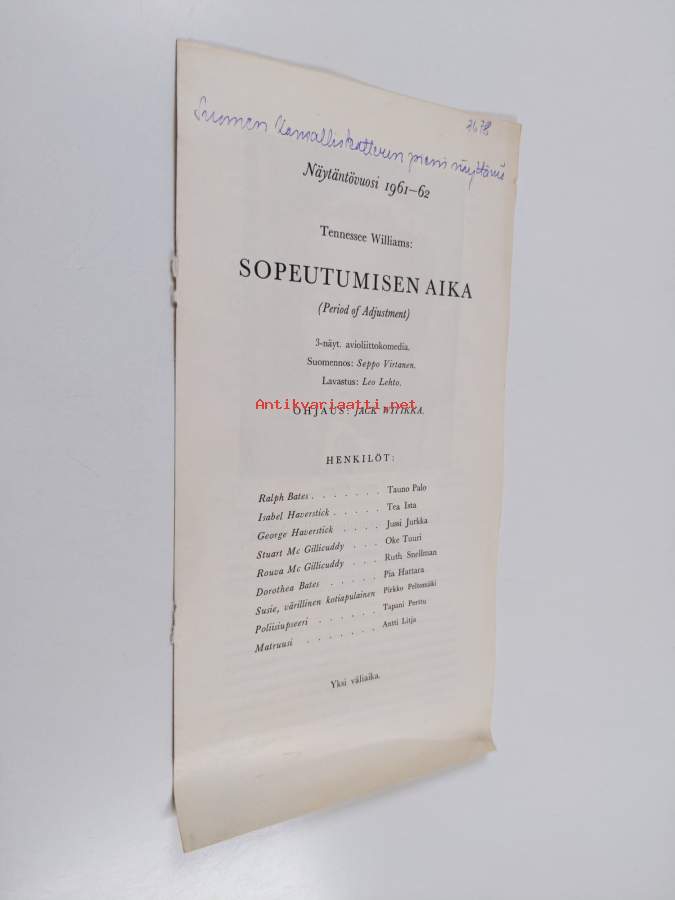 Suomen Kansallisteatterin pieni näyttämö
3678
Näytäntövuosi 1961–62
Tennessee Williams:
SOPEUTUMISEN AIKA
(Period of Adjustment)
3-näyt. avioliittokomedia.
Suomennos: Seppo Virtanen.
Lavastus: Leo Lehto.
Antikvariaatti.net
OHJAUS: JACK WITIKKA.
HENKILÖT:
Ralph Bates . . . . . . . Tauno Palo
Isabel Haverstick . . . . . Tea Ista
George Haverstick . . . . Jussi Jurkka
Stuart Mc Gillicuddy . . . Oke Tuuri
Rouva Mc Gillicuddy . . . Ruth Snellman
Dorothea Bates . . . . . Pia Hattara
Susie, värillinen kotiapulainen Pirkko Peltomäki
Poliisiupseeri . . . . . . Tapani Perttu
Matruusi . . . . . . . Antti Litja
Yksi väliaika.